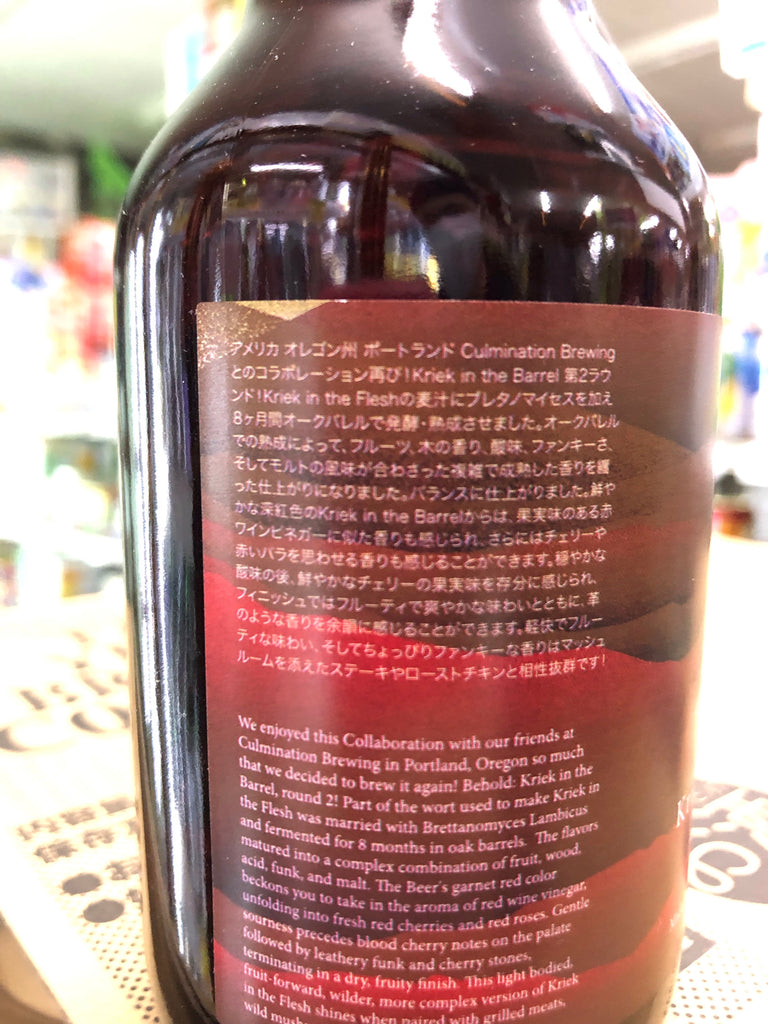 アメリカ オレゴン州 ポートランド Culmination Brewing
とのコラボレーション再び!Kriek in the Barrel 第2ラウ
ンド!Kriek in the Fleshの麦汁にブレタノマイセスを加え
8ヶ月間オークバレルで発酵・熟成させました。オークバレル
での熟成によって、フルーツ、木の香り、酸味、ファンキーさ、
そしてモルトの風味が合わさった複雑で成熟した香りを纏
った仕上がりになりました。バランスに仕上がりました。鮮や
かな深紅色のKriek in the Barrelからは、果実味のある赤
ワインビネガーに似た香りも感じられ、さらにはチェリーや
赤いバラを思わせる香りも感じることができます。穏やかな
酸味の後、鮮やかなチェリーの果実味を存分に感じられ、
フィニッシュではフルーティで爽やかな味わいとともに、革
のような香りを余韻に感じることができます。軽快でフルー
ティな味わい、そしてちょっぴりファンキーな香りはマッシュ
ルームを添えたステーキやローストチキンと相性抜群です!
We enjoyed this Collaboration with our friends at
Culmination Brewing in Portland, Oregon so much
that we decided to brew it again! Behold: Kriek in the
Barrel, round 2! Part of the wort used to make Kriek in
the Flesh was married with Brettanomyces Lambicus
and fermented for 8 months in oak barrels. The flavors
matured into a complex combination of fruit, wood,
acid, funk, and malt. The Beer's garnet red color
beckons you to take in the aroma of red wine vinegar,
unfolding into fresh red cherries and red roses. Gentle
sourness precedes blood cherry notes on the palate
followed by leathery funk and cherry stones,
terminating in a dry, fruity finish. This light bodied,
fruit-forward, wilder, more complex version of Kriek
in the Flesh shines when paired with grilled meats,
wild